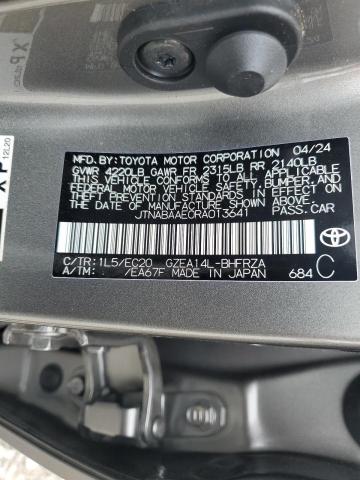 MFD.BY: TOYOTA MOTOR CORPORATION 04/24
GVWR 4220LB GAWR FR 2315LB RR 2140LB
THIS VEHICLE CONFORMS TO ALL APPLICABLE
FEDERAL MOTOR VEHICLE SAFETY, BUMPER, AND
THEFT PREVENTION STANDARDS IN EFFECT ON THE DATE OF
MANUFACTURE SHOWN ABOVE.
JTNABAAE0RA013641 PASS.CAR
C/TR:1L5/EC20 GZEA14L-BHFRZA
A/TM: /EA67F MADE IN JAPAN 684 C
12L20